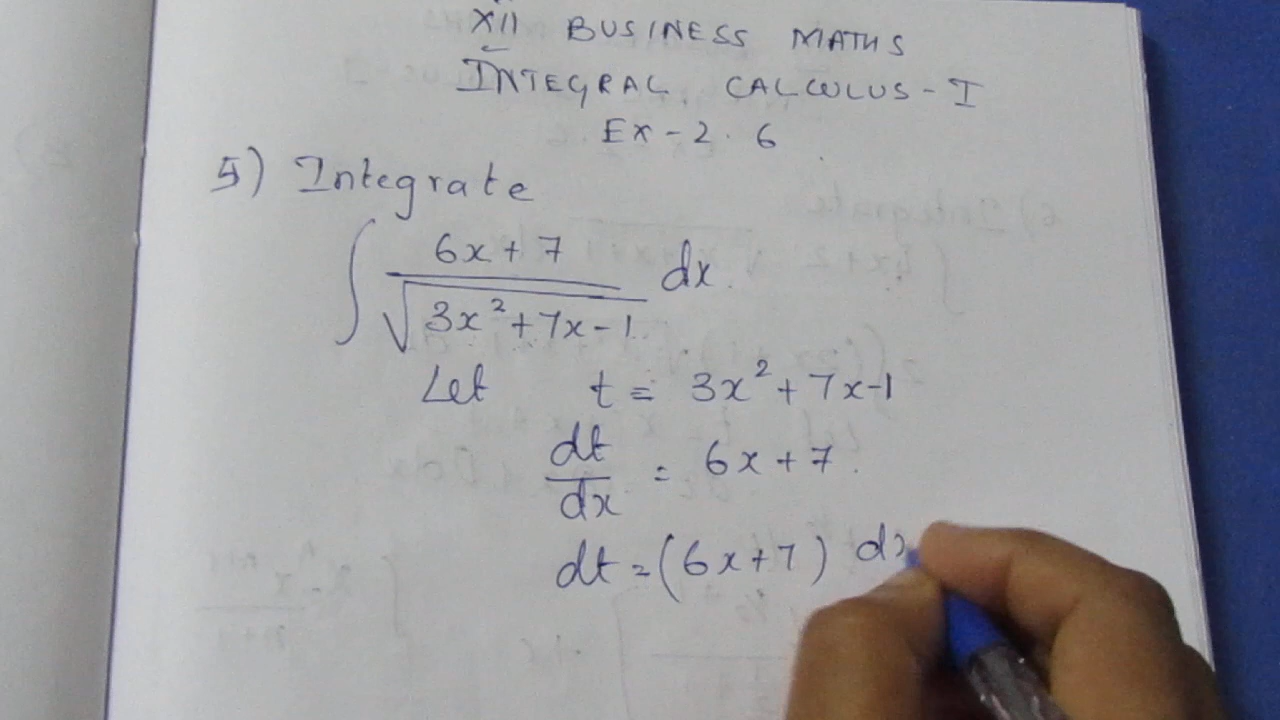 XII BUSINESS MATHS
INTEGRAL CALCULUS - I
Ex - 2.6
5) Integrate
∫ (6x + 7) / √(3x² + 7x - 1) dx.
Let t = 3x² + 7x - 1
dt/dx = 6x + 7.
dt = (6x + 7) dx